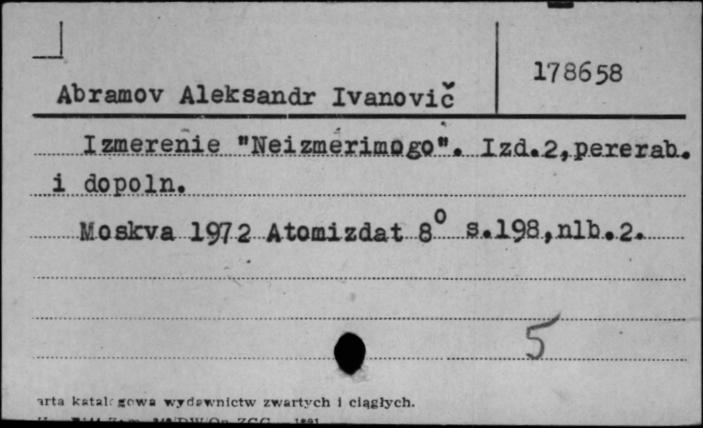 178658
Abramov Aleksandr Ivanovič
Izmerenie "Neizmerimogo". Izd.2,pererab.
i dopoln.
Moskva 1972 Atomizdat 8° s.198,nlb.2.
5
arta katalogowa wydawnictw zwartych i ciągłych.